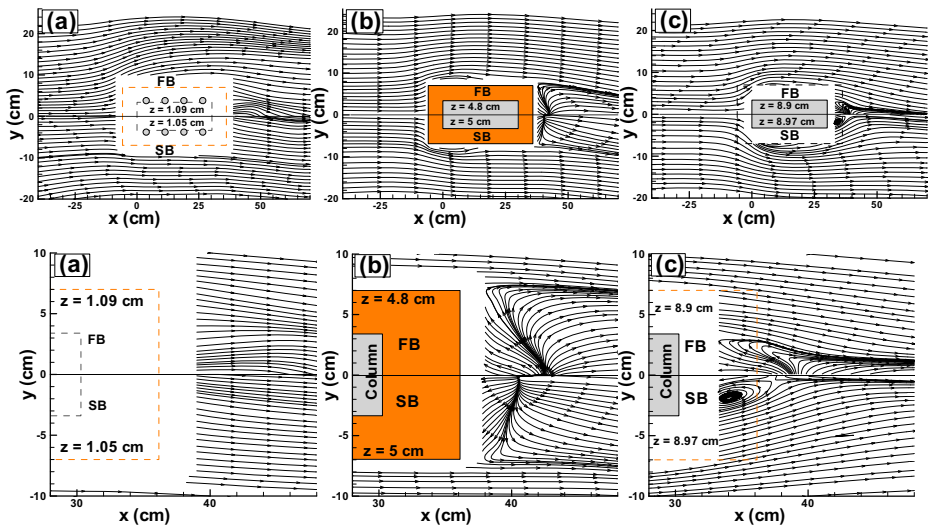 (a)
(b)
(c)
y (cm)
20
10
0
-10
-20
FB
z = 1.09 cm
z = 1.05 cm
SB
0
25
50
x (cm)
y (cm)
20
10
0
-10
-20
FB
z = 4.8 cm
z = 5 cm
SB
0
25
50
x (cm)
y (cm)
20
10
0
-10
-20
FB
z = 8.9 cm
z = 8.97 cm
SB
0
25
50
x (cm)
(a)
(b)
(c)
y (cm)
10
5
0
-5
-10
z = 1.09 cm
FB
SB
z = 1.05 cm
30
40
x (cm)
y (cm)
10
5
0
-5
-10
z = 4.8 cm
FB
Column
SB
z = 5 cm
30
40
x (cm)
y (cm)
10
5
0
-5
-10
z = 8.9 cm
FB
Column
SB
z = 8.97 cm
30
40
x (cm)